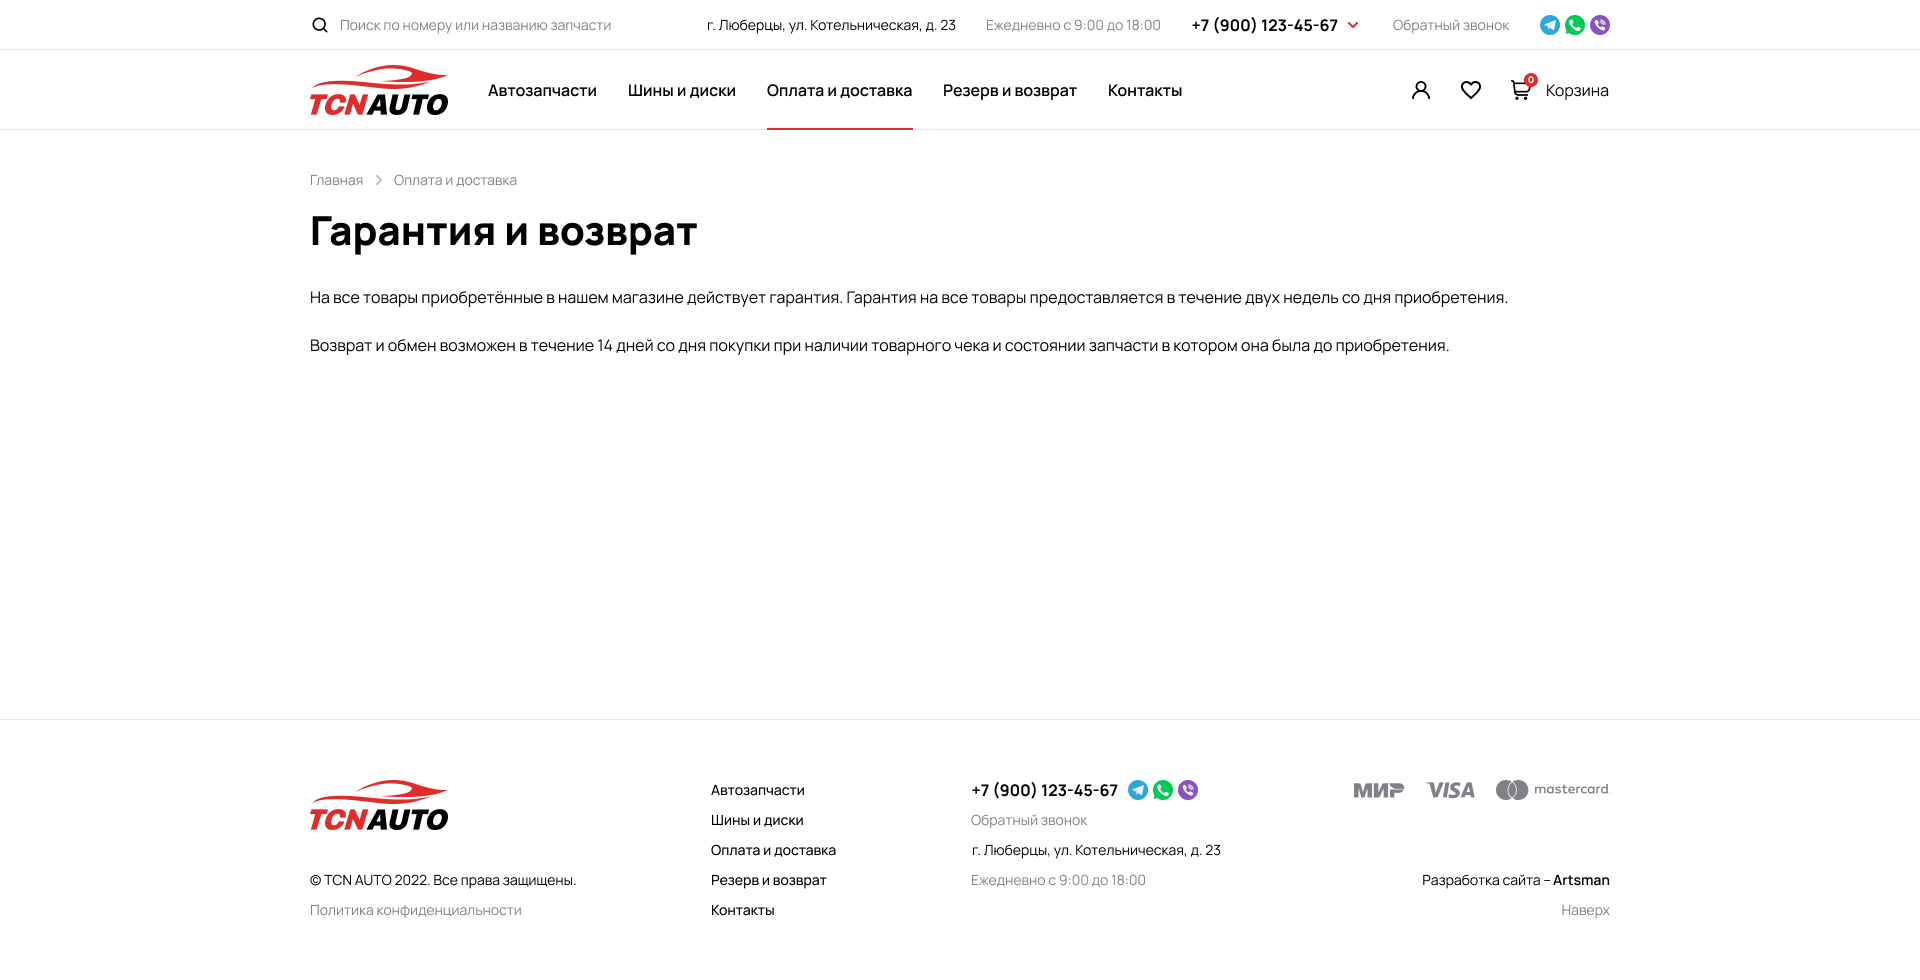 Поиск по номеру или названию запчасти
г. Люберцы, ул. Котельническая, д. 23
Ежедневно с 9:00 до 18:00
+7 (900) 123-45-67
Обратный звонок
TCNAUTO
Автозапчасти
Шины и диски
Оплата и доставка
Резерв и возврат
Контакты
0
Корзина
Главная
Оплата и доставка
Гарантия и возврат
На все товары приобретённые в нашем магазине действует гарантия. Гарантия на все товары предоставляется в течение двух недель со дня приобретения.
Возврат и обмен возможен в течение 14 дней со дня покупки при наличии товарного чека и состоянии запчасти в котором она была до приобретения.
TCNAUTO
© TCN AUTO 2022. Все права защищены.
Политика конфиденциальности
Автозапчасти
Шины и диски
Оплата и доставка
Резерв и возврат
Контакты
+7 (900) 123-45-67
Обратный звонок
г. Люберцы, ул. Котельническая, д. 23
Ежедневно с 9:00 до 18:00
МИР
VISA
mastercard.
Разработка сайта – Artsman
Наверх